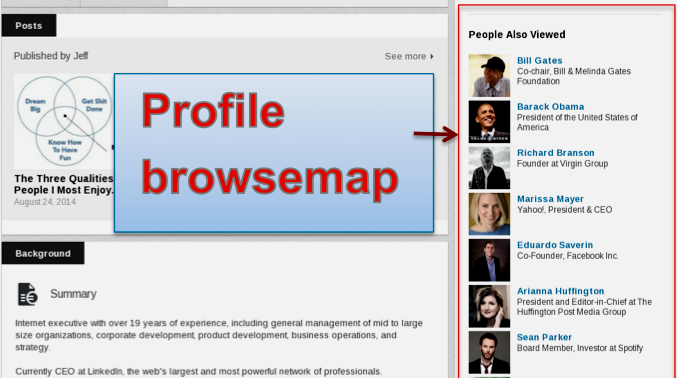 Posts
Published by Jeff
See more
Dream
Big
Get Shit
Done
Know How
To Have
Fun
The Three Qualities
People I Most Enjoy.
August 24, 2014
Profile
browsemap
Background
Summary
Internet executive with over 19 years of experience, including general management of mid to large
size organizations, corporate development, product development, business operations, and
strategy.
Currently CEO at LinkedIn, the web's largest and most powerful network of professionals.
People Also Viewed
Bill Gates
Co-chair, Bill & Melinda Gates
Foundation
Barack Obama
President of the United States of
America
Richard Branson
Founder at Virgin Group
Marissa Mayer
Yahoo!, President & CEO
Eduardo Saverin
Co-Founder, Facebook Inc.
Arianna Huffington
President and Editor-in-Chief at The
Huffington Post Media Group
Sean Parker
Board Member, Investor at Spotify